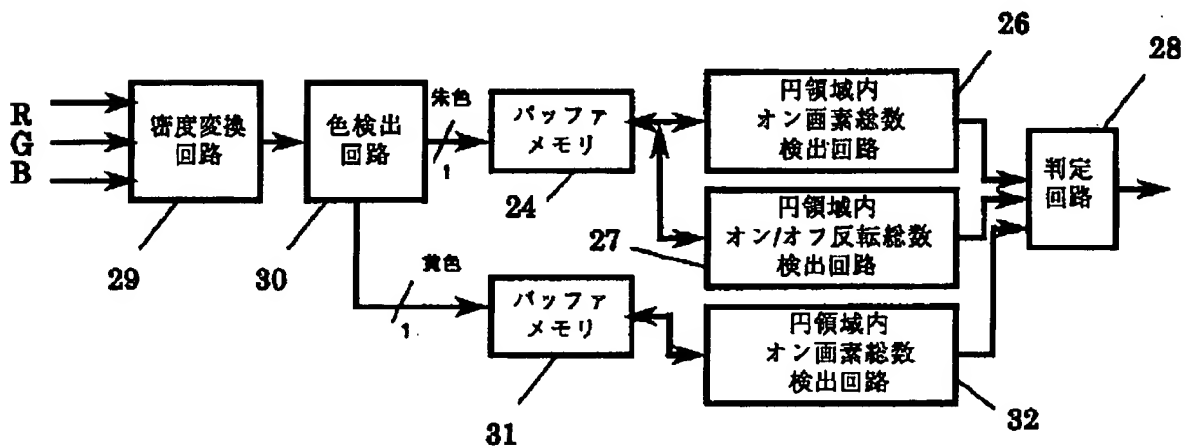 26
28
R
G
B
密度変換
回路
29
色検出
回路
30
朱色
1
バッファ
メモリ
24
円領域内
オン画素総数
検出回路
円領域内
オン/オフ反転総数
検出回路
27
判定
回路
黄色
1
バッファ
メモリ
31
円領域内
オン画素総数
検出回路
32